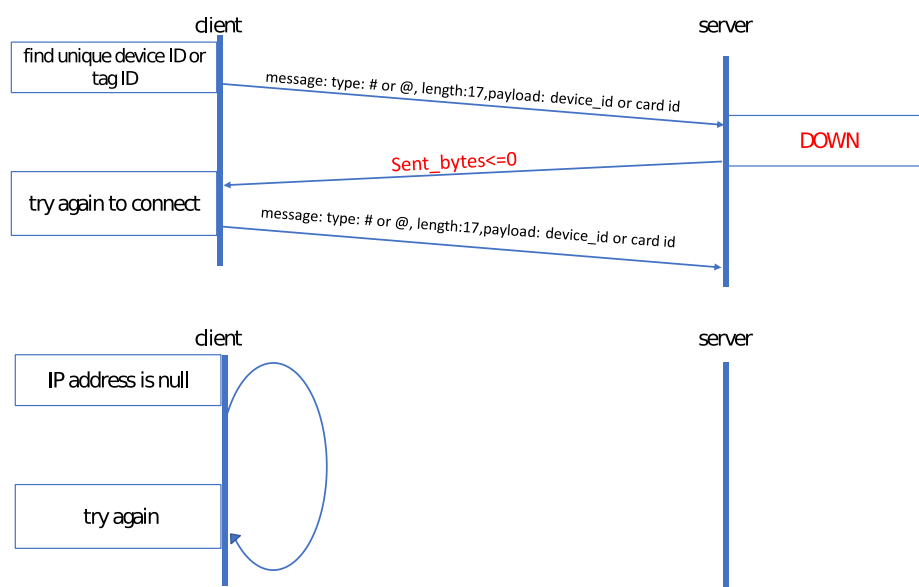 client
server
find unique device ID or
tag ID
message: type: # or @, length:17,payload: device_id or card id
DOWN
Sent_bytes<=0
try again to connect
message: type: # or @, length:17,payload: device_id or card id
client
server
IP address is null
try again